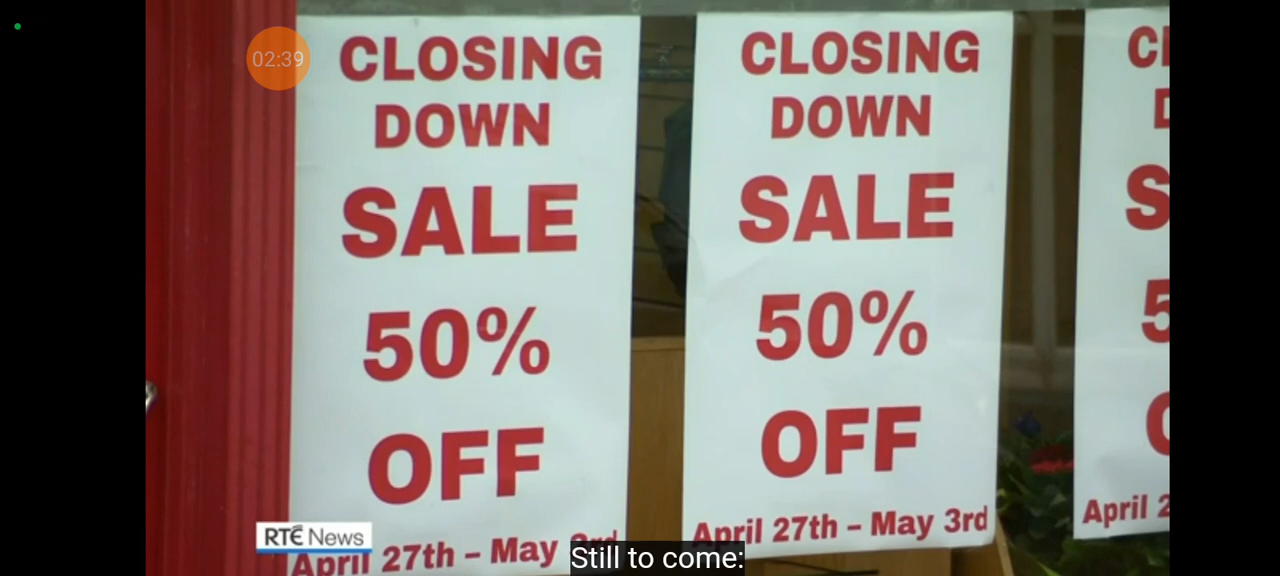 02:39
CLOSING
DOWN
SALE
50%
OFF
April 27th – May 3rd
CLOSING
DOWN
SALE
50%
OFF
April 27th – May 3rd
RTÉ News
Still to come: